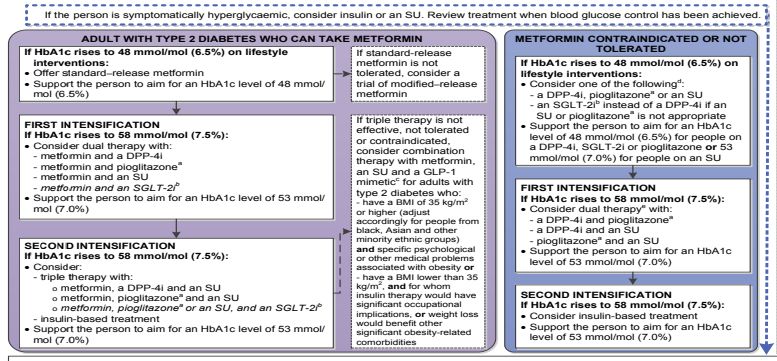 If the person is symptomatically hyperglycaemic, consider insulin or an SU. Review treatment when blood glucose control has been achieved.
ADULT WITH TYPE 2 DIABETES WHO CAN TAKE METFORMIN
If HbA1c rises to 48 mmol/mol (6.5%) on lifestyle
interventions:
• Offer standard–release metformin
• Support the person to aim for an HbA1c level of 48 mmol/
mol (6.5%)
If standard–release
metformin is not
tolerated, consider a
trial of modified–release
metformin
FIRST INTENSIFICATION
If HbA1c rises to 58 mmol/mol (7.5%):
• Consider dual therapy with:
- metformin and a DPP-4i
- metformin and pioglitazoneª
- metformin and an SU
- metformin and an SGLT-2iᵇ
• Support the person to aim for an HbA1c level of 53 mmol/
mol (7.0%)
SECOND INTENSIFICATION
If HbA1c rises to 58 mmol/mol (7.5%):
• Consider:
- triple therapy with:
o metformin, a DPP-4i and an SU
o metformin, pioglitazoneª and an SU
o metformin, pioglitazoneª or an SU, and an SGLT-2iᵇ
- insulin-based treatment
• Support the person to aim for an HbA1c level of 53 mmol/
mol (7.0%)
If triple therapy is not
effective, not tolerated
or contraindicated,
consider combination
therapy with metformin,
an SU and a GLP-1
mimeticᶜ for adults with
type 2 diabetes who:
- have a BMI of 35 kg/m²
or higher (adjust
accordingly for people from
black, Asian and other
minority ethnic groups)
and specific psychological
or other medical problems
associated with obesity or
- have a BMI lower than 35
kg/m², and for whom
insulin therapy would have
significant occupational
implications, or weight loss
would benefit other
significant obesity-related
comorbidities
METFORMIN CONTRAINDICATED OR NOT
TOLERATED
If HbA1c rises to 48 mmol/mol (6.5%) on
lifestyle interventions:
• Consider one of the followingᵈ:
- a DPP-4i, pioglitazoneª or an SU
- an SGLT-2iᵇ instead of a DPP-4i if an
SU or pioglitazoneª is not appropriate
• Support the person to aim for an HbA1c
level of 48 mmol/mol (6.5%) for people on
a DPP-4i, SGLT-2i or pioglitazone or 53
mmol/mol (7.0%) for people on an SU
FIRST INTENSIFICATION
If HbA1c rises to 58 mmol/mol (7.5%):
• Consider dual therapyᵉ with:
- a DPP-4i and pioglitazoneª
- a DPP-4i and an SU
- pioglitazoneª and an SU
• Support the person to aim for an HbA1c
level of 53 mmol/mol (7.0%)
SECOND INTENSIFICATION
If HbA1c rises to 58 mmol/mol (7.5%):
• Consider insulin-based treatment
• Support the person to aim for an HbA1c
level of 53 mmol/mol (7.0%)